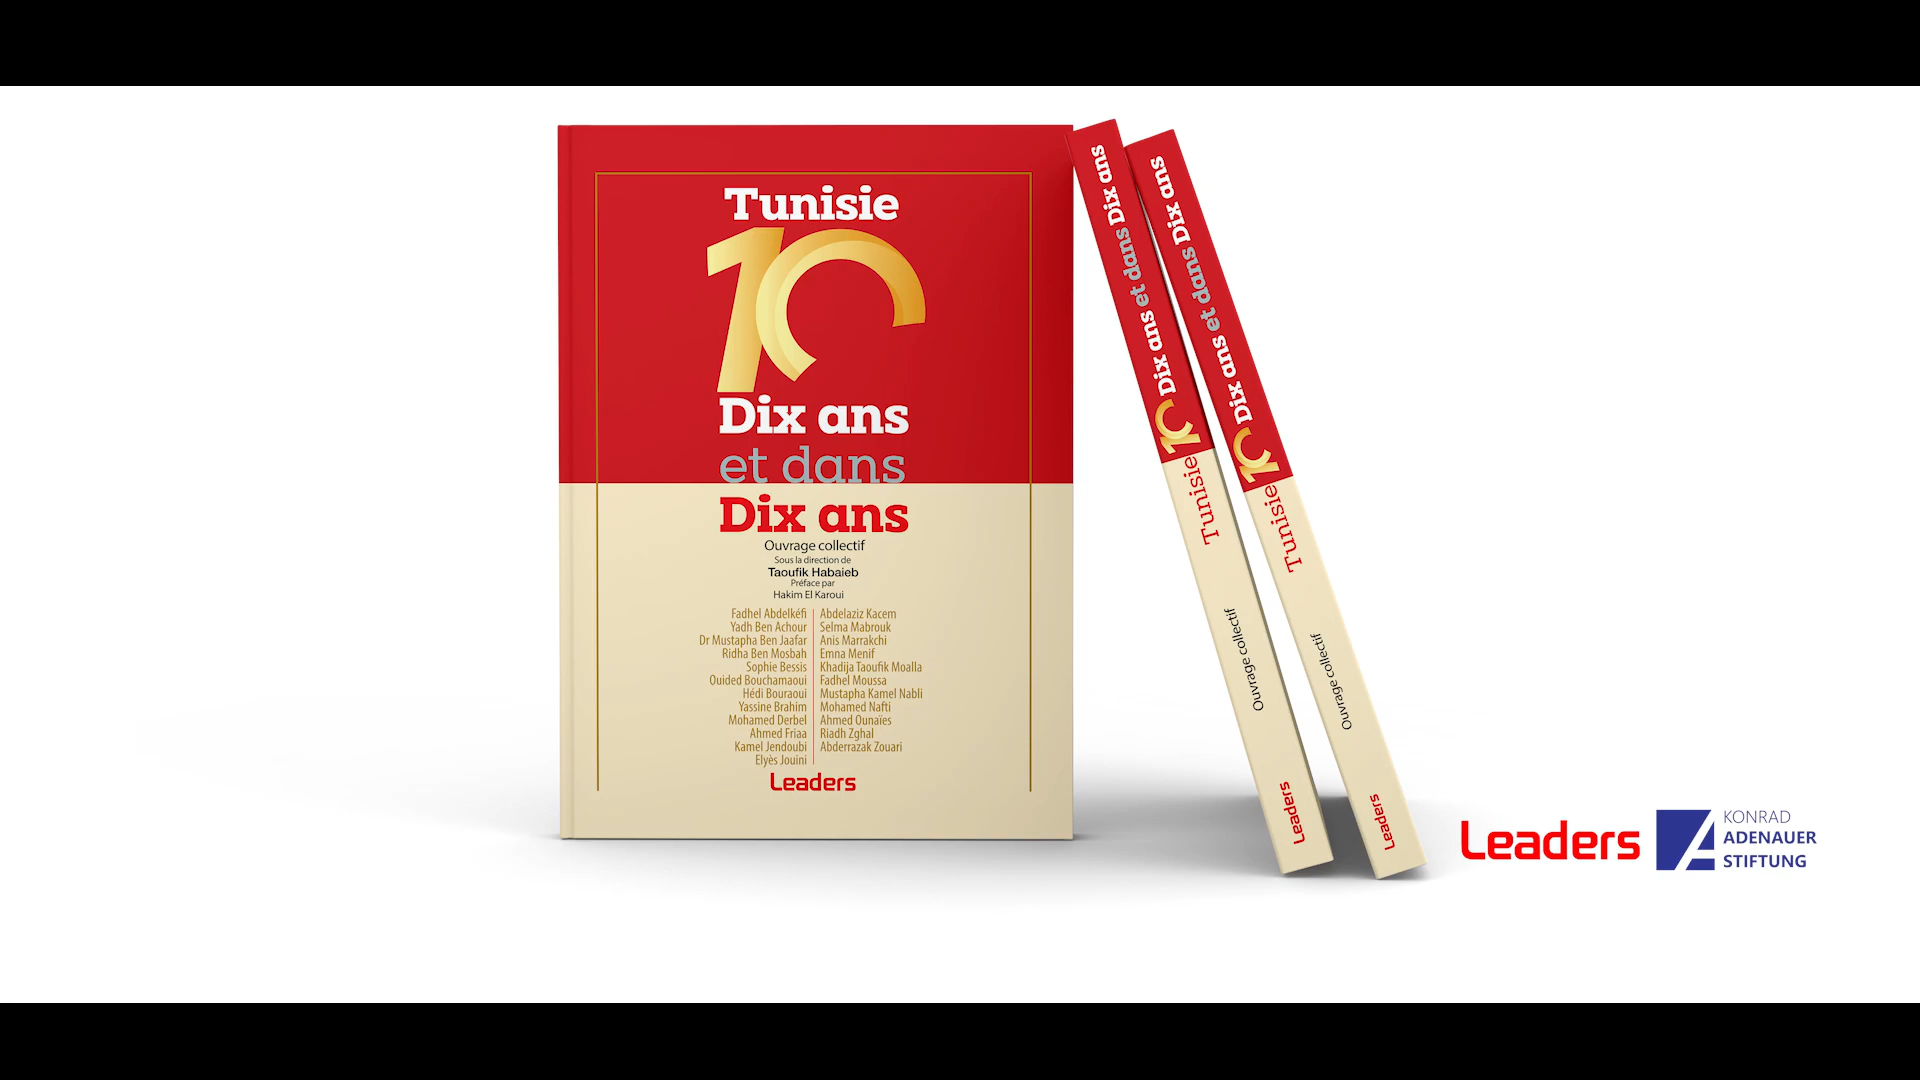 Tunisie
10
Dix ans
et dans
Dix ans
Ouvrage collectif
Sous la direction de
Taoufik Habaieb
Préface par
Hakim El Karoui
Fadhel Abdelkéfi
Yadh Ben Achour
Dr Mustapha Ben Jaafar
Ridha Ben Mosbah
Sophie Bessis
Ouided Bouchamaoui
Hédi Bouraoui
Yassine Brahim
Mohamed Derbel
Ahmed Friaa
Kamel Jendoubi
Elyès Jouini
Abdelaziz Kacem
Selma Mabrouk
Anis Marrakchi
Emna Menif
Khadija Taoufik Moalla
Fadhel Moussa
Mustapha Kamel Nabli
Mohamed Nafti
Ahmed Ounaïes
Riadh Zghal
Abderrazak Zouari
Leaders
Leaders Ouvrage collectif Tunisie 10 Dix ans et dans Dix ans
Leaders Ouvrage collectif Tunisie 10 Dix ans et dans Dix ans
Leaders
KONRAD
ADENAUER
STIFTUNG